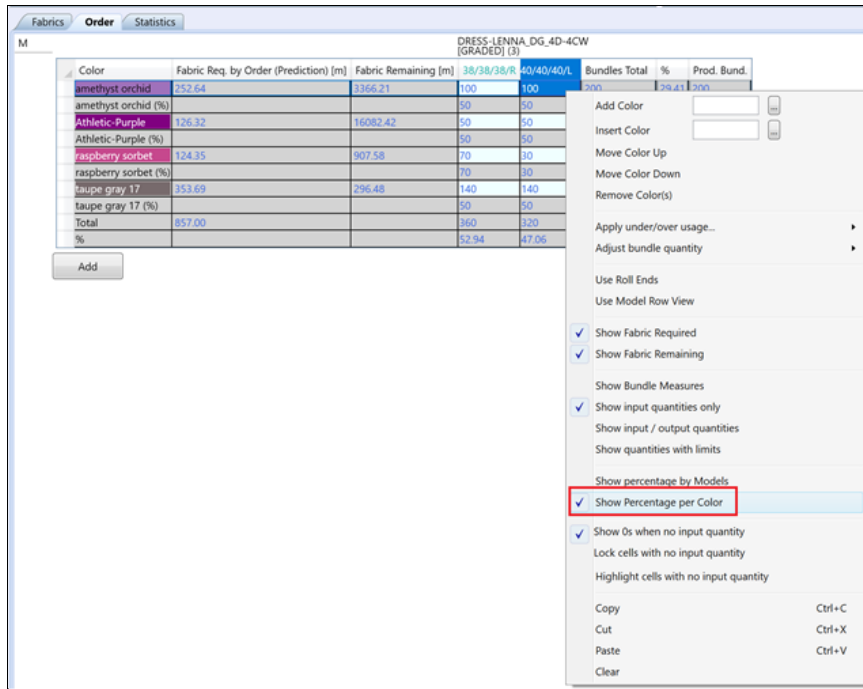 Fabrics Order Statistics
M
DRESS-LENNA_DG_4D-4CW
[GRADED] (3)
Color Fabric Req. by Order (Prediction) [m] Fabric Remaining [m] 38/38/38/R 40/40/40/L Bundles Total % Prod. Bund.
amethyst orchid 252.64 3366.21 100 100 200 29.41 200
amethyst orchid (%) 50 50
Athletic-Purple 126.32 16082.42 50 50
Athletic-Purple (%) 50 50
raspberry sorbet 124.35 907.58 70 30
raspberry sorbet (%) 70 30
taupe gray 17 353.69 296.48 140 140
taupe gray 17 (%) 50 50
Total 857.00 360 320
% 52.94 47.06
Add
Add Color ...
Insert Color ...
Move Color Up
Move Color Down
Remove Color(s)
Apply under/over usage...
Adjust bundle quantity
Use Roll Ends
Use Model Row View
Show Fabric Required
Show Fabric Remaining
Show Bundle Measures
Show input quantities only
Show input / output quantities
Show quantities with limits
Show percentage by Models
Show Percentage per Color
Show 0s when no input quantity
Lock cells with no input quantity
Highlight cells with no input quantity
Copy Ctrl+C
Cut Ctrl+X
Paste Ctrl+V
Clear